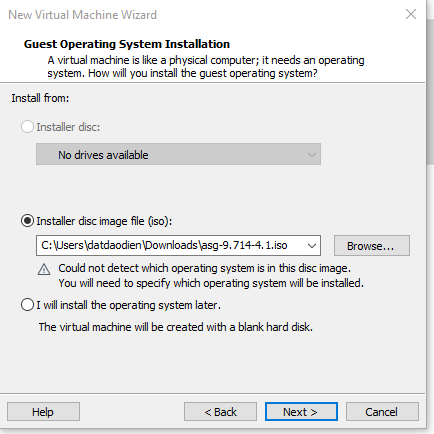 New Virtual Machine Wizard
Guest Operating System Installation
A virtual machine is like a physical computer; it needs an operating
system. How will you install the guest operating system?
Install from:
Installer disc:
No drives available
Installer disc image file (iso):
C:\Users\datdaodien\Downloads\asg-9.714-4.1.iso
Browse...
Could not detect which operating system is in this disc image.
You will need to specify which operating system will be installed.
I will install the operating system later.
The virtual machine will be created with a blank hard disk.
Help
< Back
Next >
Cancel